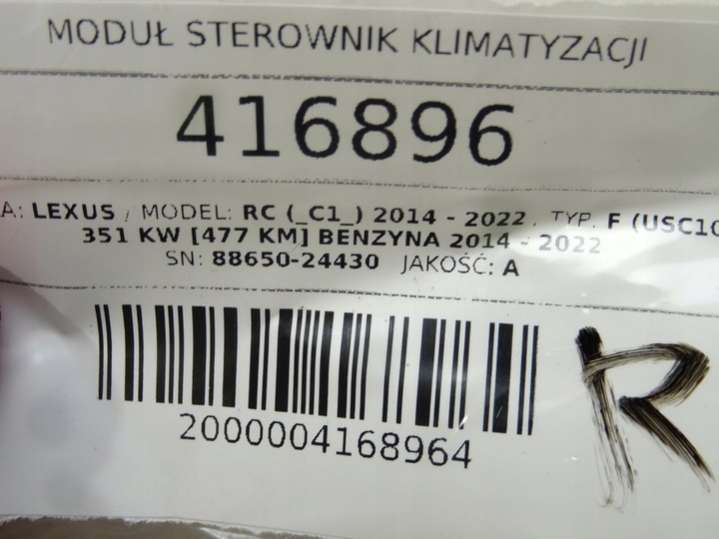 MODUŁ STEROWNIK KLIMATYZACJI
416896
A: LEXUS , MODEL: RC (_C1_) 2014 - 2022 , TYP. F (USC1
351 KW [477 KM] BENZYNA 2014 - 2022
SN: 88650-24430 JAKOŚĆ: A
R
2000004168964